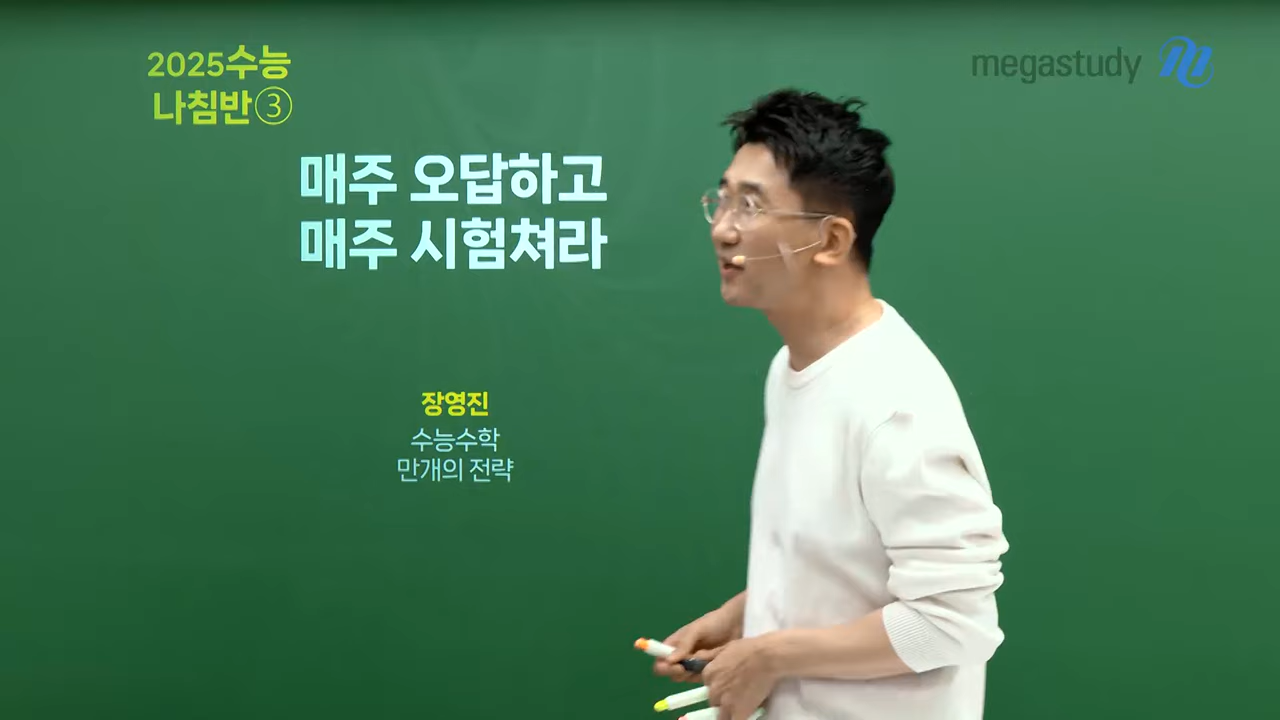 2025수능
나침반③
megastudy
매주 오답하고
매주 시험쳐라
장영진
수능수학
만개의 전략